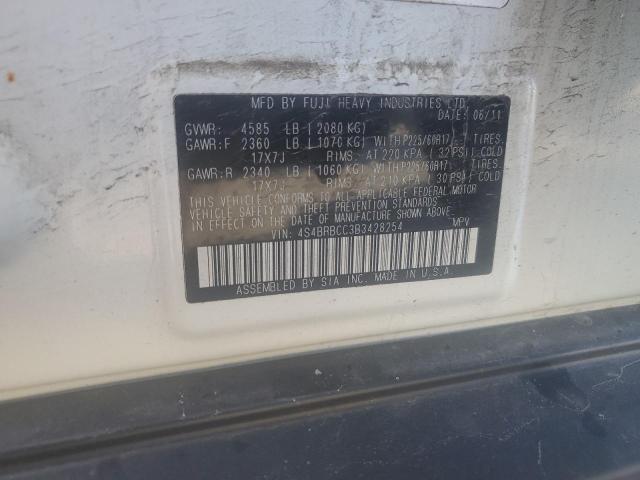 MFD BY FUJI HEAVY INDUSTRIES LTD.
DATE: 06/11
GVWR: 4585 LB ( 2080 KG)
GAWR:F 2360 LB ( 1070 KG) WITH P225/60R17 TIRES.
17X7J RIMS. AT 220 KPA ( 32 PSI) COLD
GAWR:R 2340 LB ( 1060 KG) WITH P225/60R17 TIRES.
17X7J RIMS. AT 210 KPA ( 30 PSI) COLD
THIS VEHICLE CONFORMS TO ALL APPLICABLE FEDERAL MOTOR
VEHICLE SAFETY AND THEFT PREVENTION STANDARDS IN EFFECT
ON THE DATE OF MANUFACTURE SHOWN ABOVE.
VIN: 4S4BRBCC3B3428254 MPV
ASSEMBLED BY SIA INC. MADE IN U.S.A.